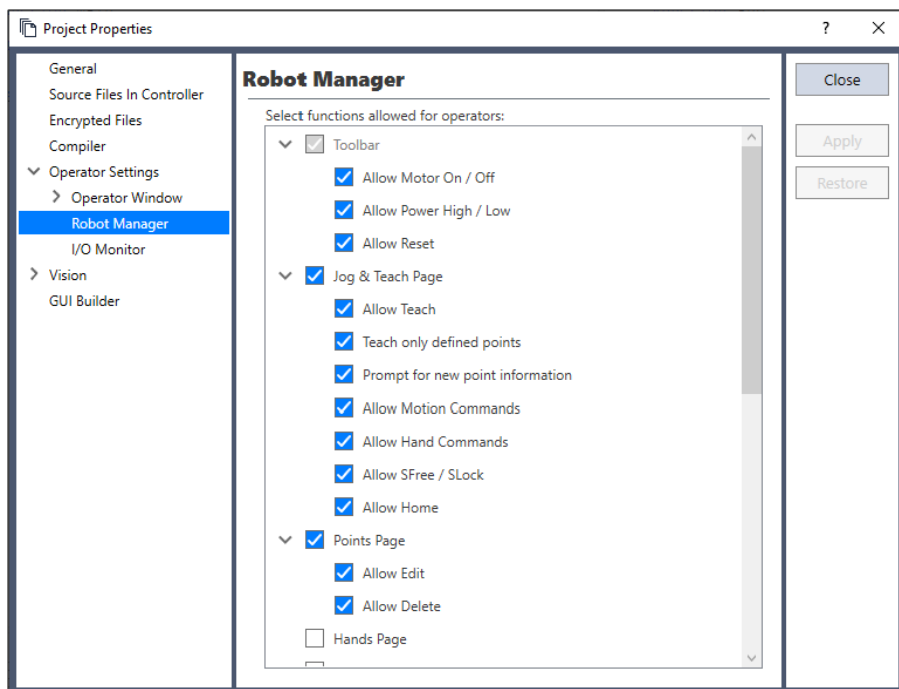 Project Properties
?
General
Source Files In Controller
Encrypted Files
Compiler
Operator Settings
Operator Window
Robot Manager
I/O Monitor
Vision
GUI Builder
Robot Manager
Select functions allowed for operators:
Toolbar
Allow Motor On / Off
Allow Power High / Low
Allow Reset
Jog & Teach Page
Allow Teach
Teach only defined points
Prompt for new point information
Allow Motion Commands
Allow Hand Commands
Allow SFree / SLock
Allow Home
Points Page
Allow Edit
Allow Delete
Hands Page
Close
Apply
Restore